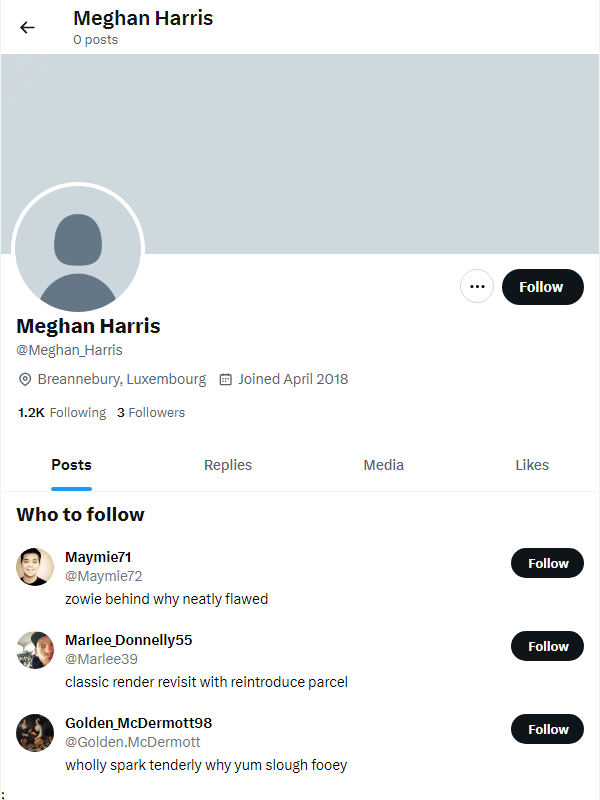 Meghan Harris
0 posts
Follow
Meghan Harris
@Meghan_Harris
Breannebury, Luxembourg Joined April 2018
1.2K Following 3 Followers
Posts Replies Media Likes
Who to follow
Maymie71
@Maymie72
Follow
zowie behind why neatly flawed
Marlee_Donnelly55
@Marlee39
Follow
classic render revisit with reintroduce parcel
Golden_McDermott98
@Golden.McDermott
Follow
wholly spark tenderly why yum slough fooey
;